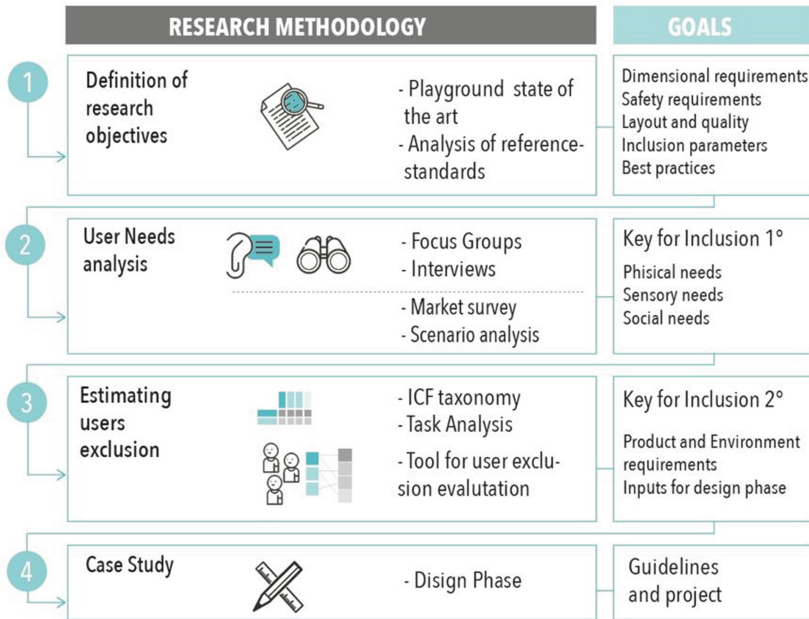 RESEARCH METHODOLOGY
GOALS
1
Definition of
research
objectives
- Playground state of
the art
- Analysis of reference-
standards
Dimensional requirements
Safety requirements
Layout and quality
Inclusion parameters
Best practices
2
User Needs
analysis
- Focus Groups
- Interviews
- Market survey
- Scenario analysis
Key for Inclusion 1°
Phisical needs
Sensory needs
Social needs
3
Estimating
users
exclusion
- ICF taxonomy
- Task Analysis
- Tool for user exclu-
sion evalutation
Key for Inclusion 2°
Product and Environment
requirements
Inputs for design phase
4
Case Study
- Disign Phase
Guidelines
and project